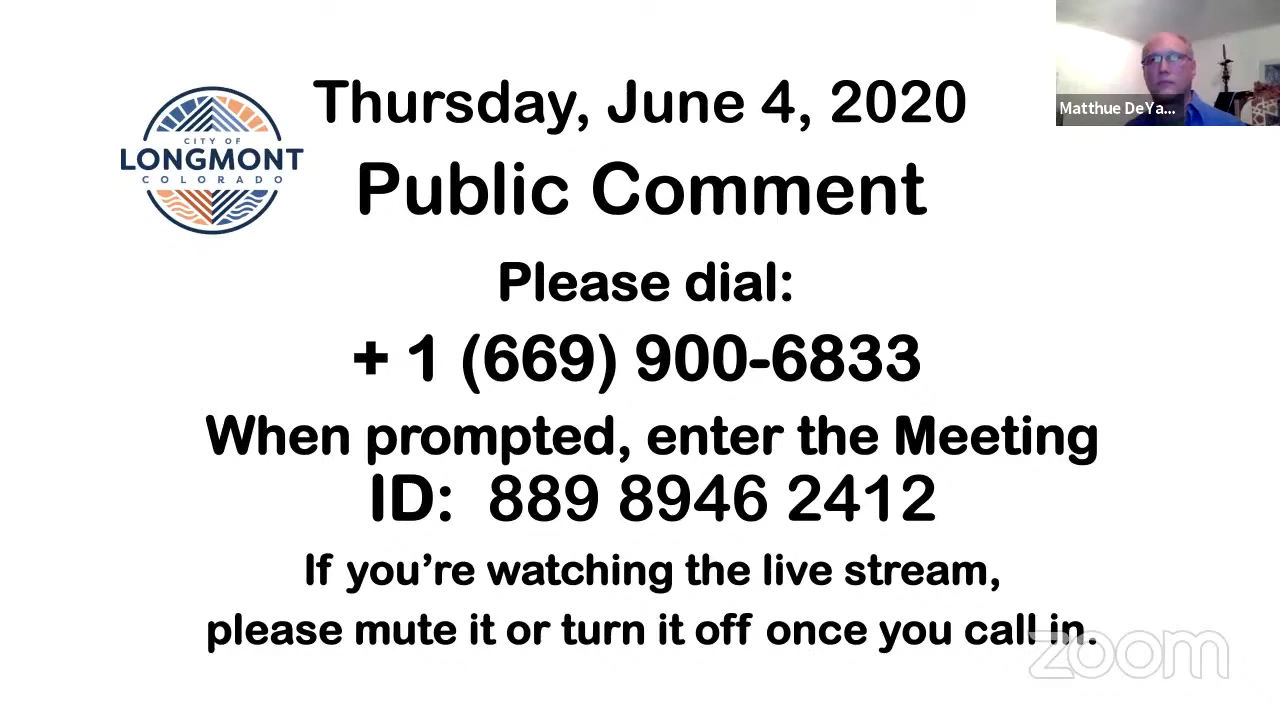 Thursday, June 4, 2020
CITY OF
LONGMONT
COLORADO
Public Comment
Please dial:
+ 1 (669) 900-6833
When prompted, enter the Meeting
ID:  889 8946 2412
If you’re watching the live stream,
please mute it or turn it off once you call in.
Matthue DeYa...
zoom